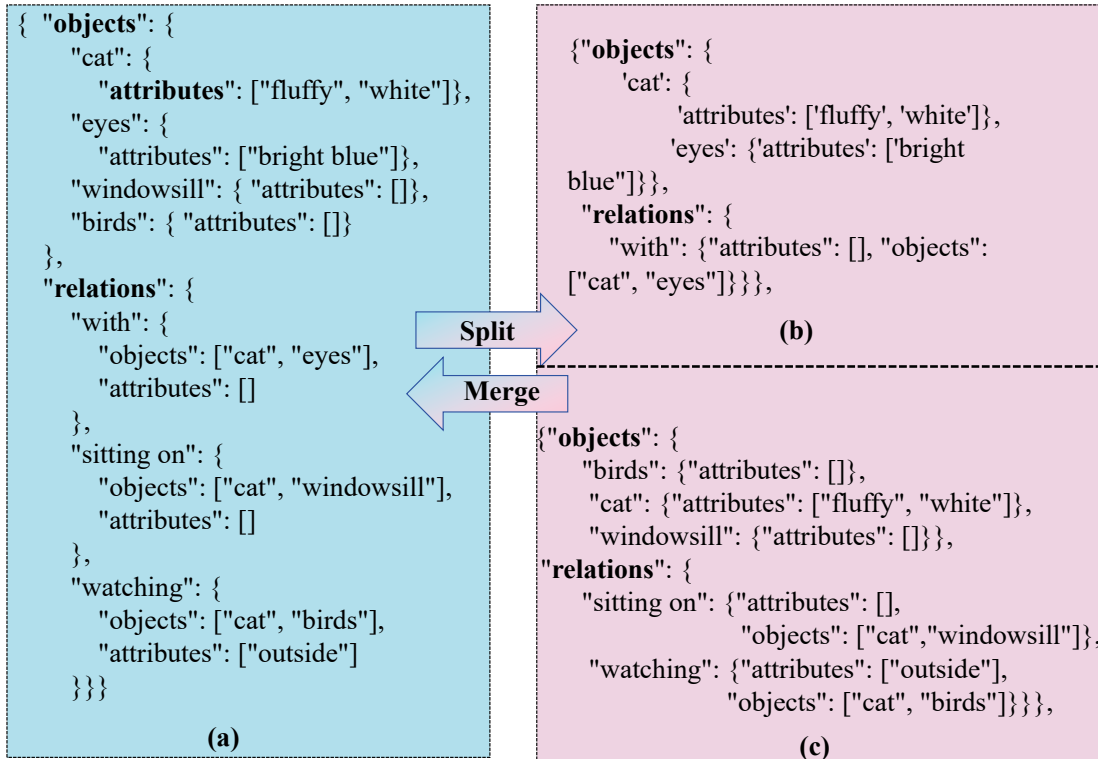 { "objects": {
"cat": {
"attributes": ["fluffy", "white"]},
"eyes": {
"attributes": ["bright blue"]},
"windowsill": { "attributes": []},
"birds": { "attributes": []}
},
"relations": {
"with": {
"objects": ["cat", "eyes"],
"attributes": []
},
"sitting on": {
"objects": ["cat", "windowsill"],
"attributes": []
},
"watching": {
"objects": ["cat", "birds"],
"attributes": ["outside"]
}}}
(a)
Split
Merge
{"objects": {
'cat': {
'attributes': ['fluffy', 'white']},
'eyes': {'attributes': ['bright
blue"]}},
"relations": {
"with": {"attributes": [], "objects":
["cat", "eyes"]}}},
(b)
{"objects": {
"birds": {"attributes": []},
"cat": {"attributes": ["fluffy", "white"]},
"windowsill": {"attributes": []}},
"relations": {
"sitting on": {"attributes": [],
"objects": ["cat","windowsill"]},
"watching": {"attributes": ["outside"],
"objects": ["cat", "birds"]}}},
(c)